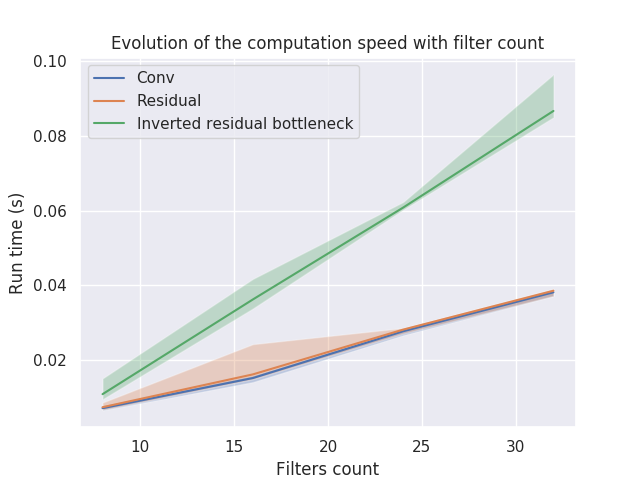 Evolution of the computation speed with filter count
Conv
Residual
Inverted residual bottleneck
0.10
0.08
0.06
0.04
0.02
Run time (s)
10 15 20 25 30
Filters count